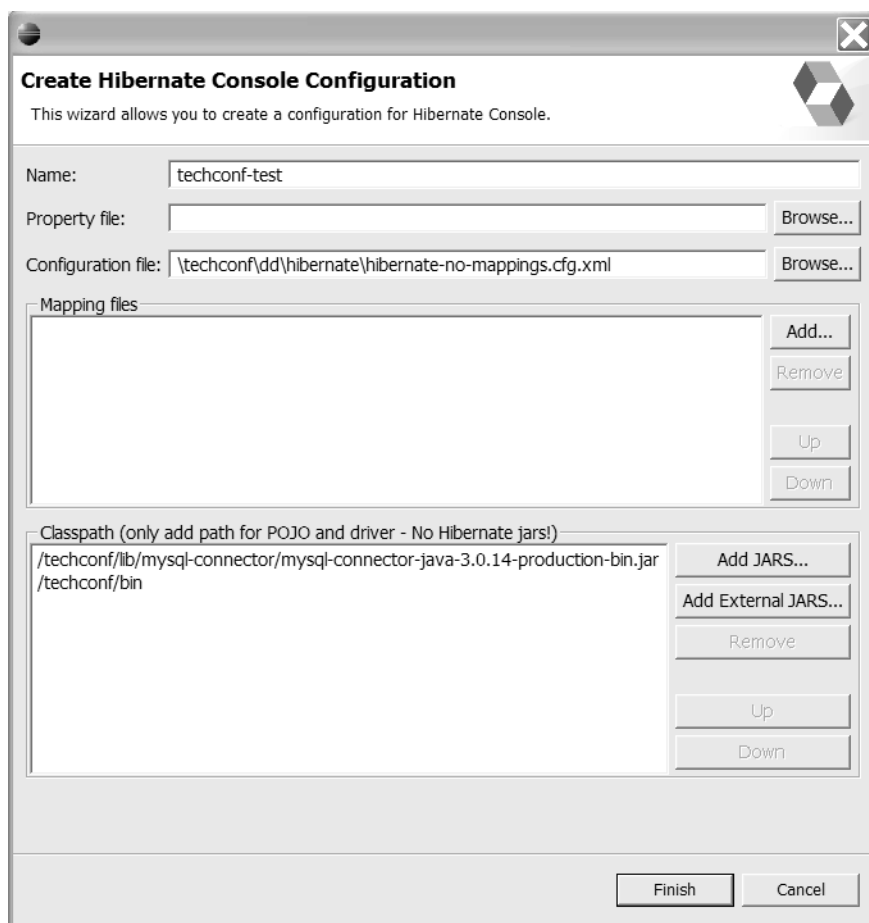 Create Hibernate Console Configuration
This wizard allows you to create a configuration for Hibernate Console.
Name: techconf-test
Property file: Browse...
Configuration file: \techconf\dd\hibernate\hibernate-no-mappings.cfg.xml Browse...
Mapping files
Add...
Remove
Up
Down
Classpath (only add path for POJO and driver - No Hibernate jars!)
/techconf/lib/mysql-connector/mysql-connector-java-3.0.14-production-bin.jar Add JARS...
/techconf/bin
Add External JARS...
Remove
Up
Down
Finish Cancel